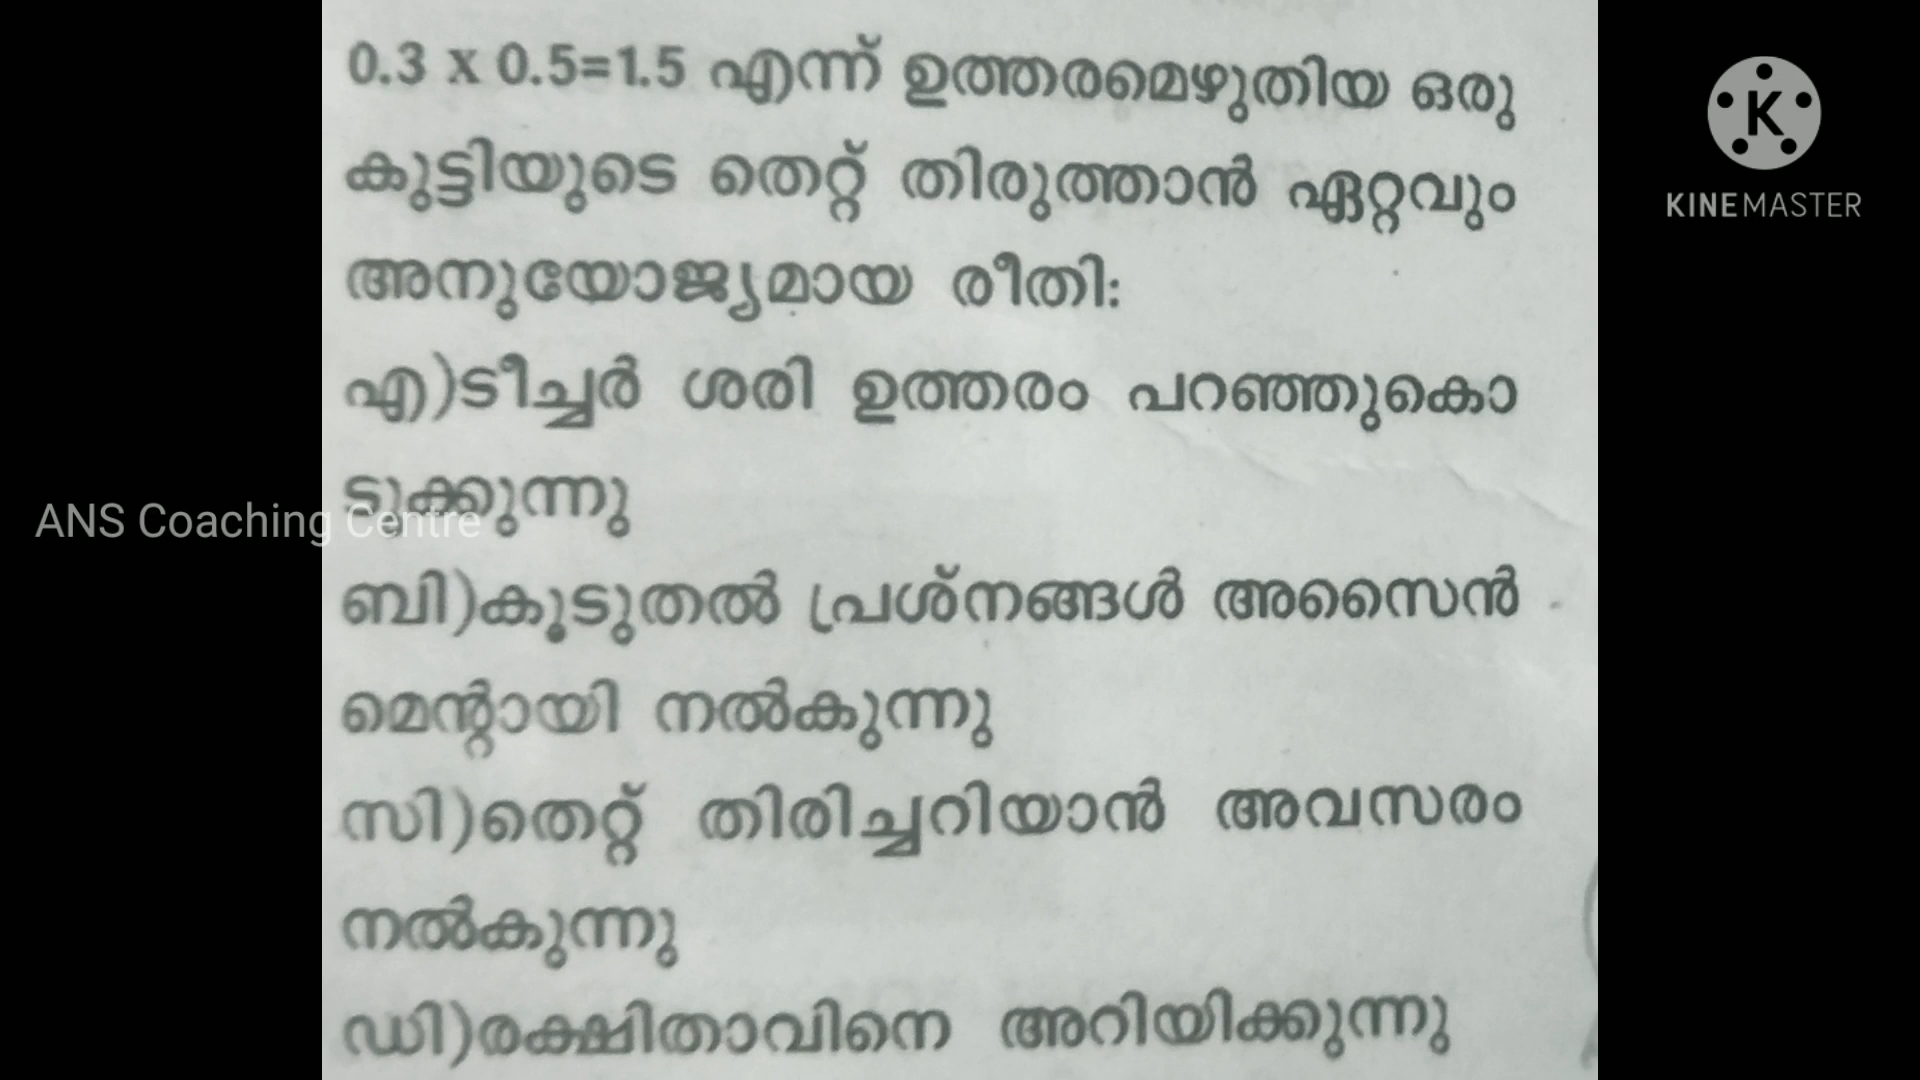 0.3 x 0.5=1.5 എന്ന് ഉത്തരമെഴുതിയ ഒരു
കുട്ടിയുടെ തെറ്റ് തിരുത്താൻ ഏറ്റവും
അനുയോജ്യമായ രീതി:
എ)ടീച്ചർ ശരി ഉത്തരം പറഞ്ഞുകൊ
ടുക്കുന്നു
ബി)കൂടുതൽ പ്രശ്നങ്ങൾ അസൈൻ
മെന്റായി നൽകുന്നു
സി)തെറ്റ് തിരിച്ചറിയാൻ അവസരം
നൽകുന്നു
ഡി)രക്ഷിതാവിനെ അറിയിക്കുന്നു
ANS Coaching Centre
K
KINEMASTER